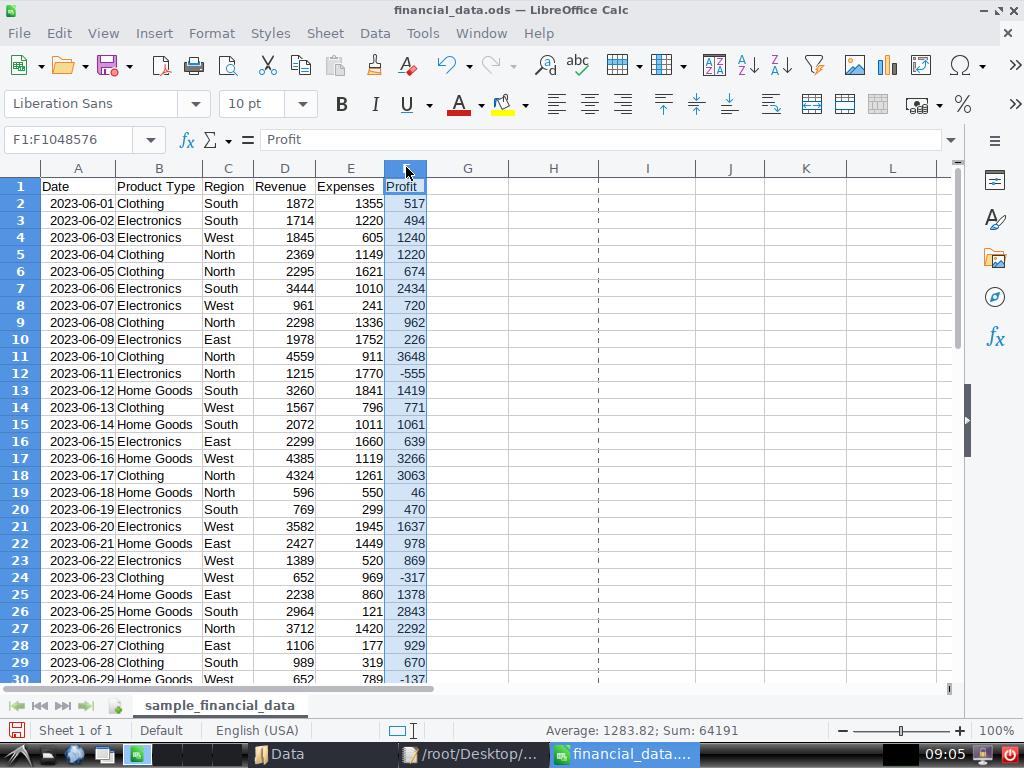 financial_data.ods — LibreOffice Calc
File Edit View Insert Format Styles Sheet Data Tools Window Help
Liberation Sans 10 pt
F1:F1048576 Profit
A B C D E F G H I J K L
1 Date Product Type Region Revenue Expenses Profit
2 2023-06-01 Clothing South 1872 1355 517
3 2023-06-02 Electronics South 1714 1220 494
4 2023-06-03 Electronics West 1845 605 1240
5 2023-06-04 Clothing North 2369 1149 1220
6 2023-06-05 Clothing North 2295 1621 674
7 2023-06-06 Electronics South 3444 1010 2434
8 2023-06-07 Electronics West 961 241 720
9 2023-06-08 Clothing North 2298 1336 962
10 2023-06-09 Electronics East 1978 1752 226
11 2023-06-10 Clothing North 4559 911 3648
12 2023-06-11 Electronics North 1215 1770 -555
13 2023-06-12 Home Goods South 3260 1841 1419
14 2023-06-13 Clothing West 1567 796 771
15 2023-06-14 Home Goods South 2072 1011 1061
16 2023-06-15 Electronics East 2299 1660 639
17 2023-06-16 Home Goods West 4385 1119 3266
18 2023-06-17 Clothing North 4324 1261 3063
19 2023-06-18 Home Goods North 596 550 46
20 2023-06-19 Electronics South 769 299 470
21 2023-06-20 Electronics West 3582 1945 1637
22 2023-06-21 Home Goods East 2427 1449 978
23 2023-06-22 Electronics West 1389 520 869
24 2023-06-23 Clothing West 652 969 -317
25 2023-06-24 Home Goods East 2238 860 1378
26 2023-06-25 Home Goods South 2964 121 2843
27 2023-06-26 Electronics North 3712 1420 2292
28 2023-06-27 Clothing East 1106 177 929
29 2023-06-28 Clothing South 989 319 670
30 2023-06-29 Home Goods West 652 789 -137
sample_financial_data
Sheet 1 of 1 Default English (USA) Average: 1283.82; Sum: 64191 100%
Data /root/Desktop/... financial_data.... 09:05